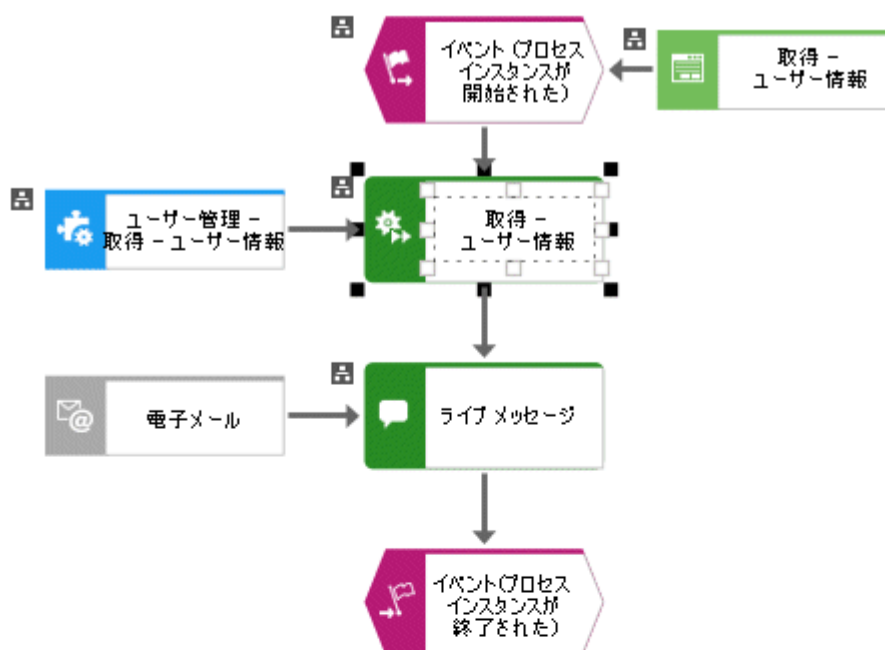 イベント (プロセス
インスタンスが
開始された)
取得 –
ユーザー情報
ユーザー管理 –
取得 – ユーザー情報
取得 –
ユーザー情報
電子メール
ライブ メッセージ
イベント(プロセス
インスタンスが
終了された)